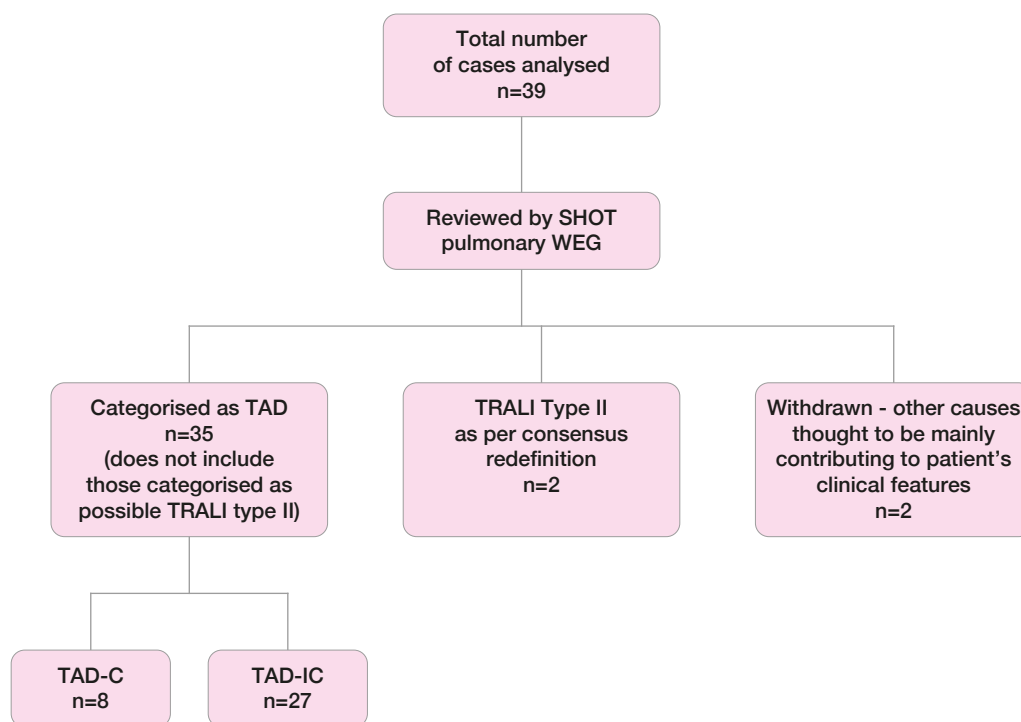 Total number
of cases analysed
n=39
Reviewed by SHOT
pulmonary WEG
Categorised as TAD
n=35
(does not include
those categorised as
possible TRALI type II)
TRALI Type II
as per consensus
redefinition
n=2
Withdrawn - other causes
thought to be mainly
contributing to patient’s
clinical features
n=2
TAD-C
n=8
TAD-IC
n=27